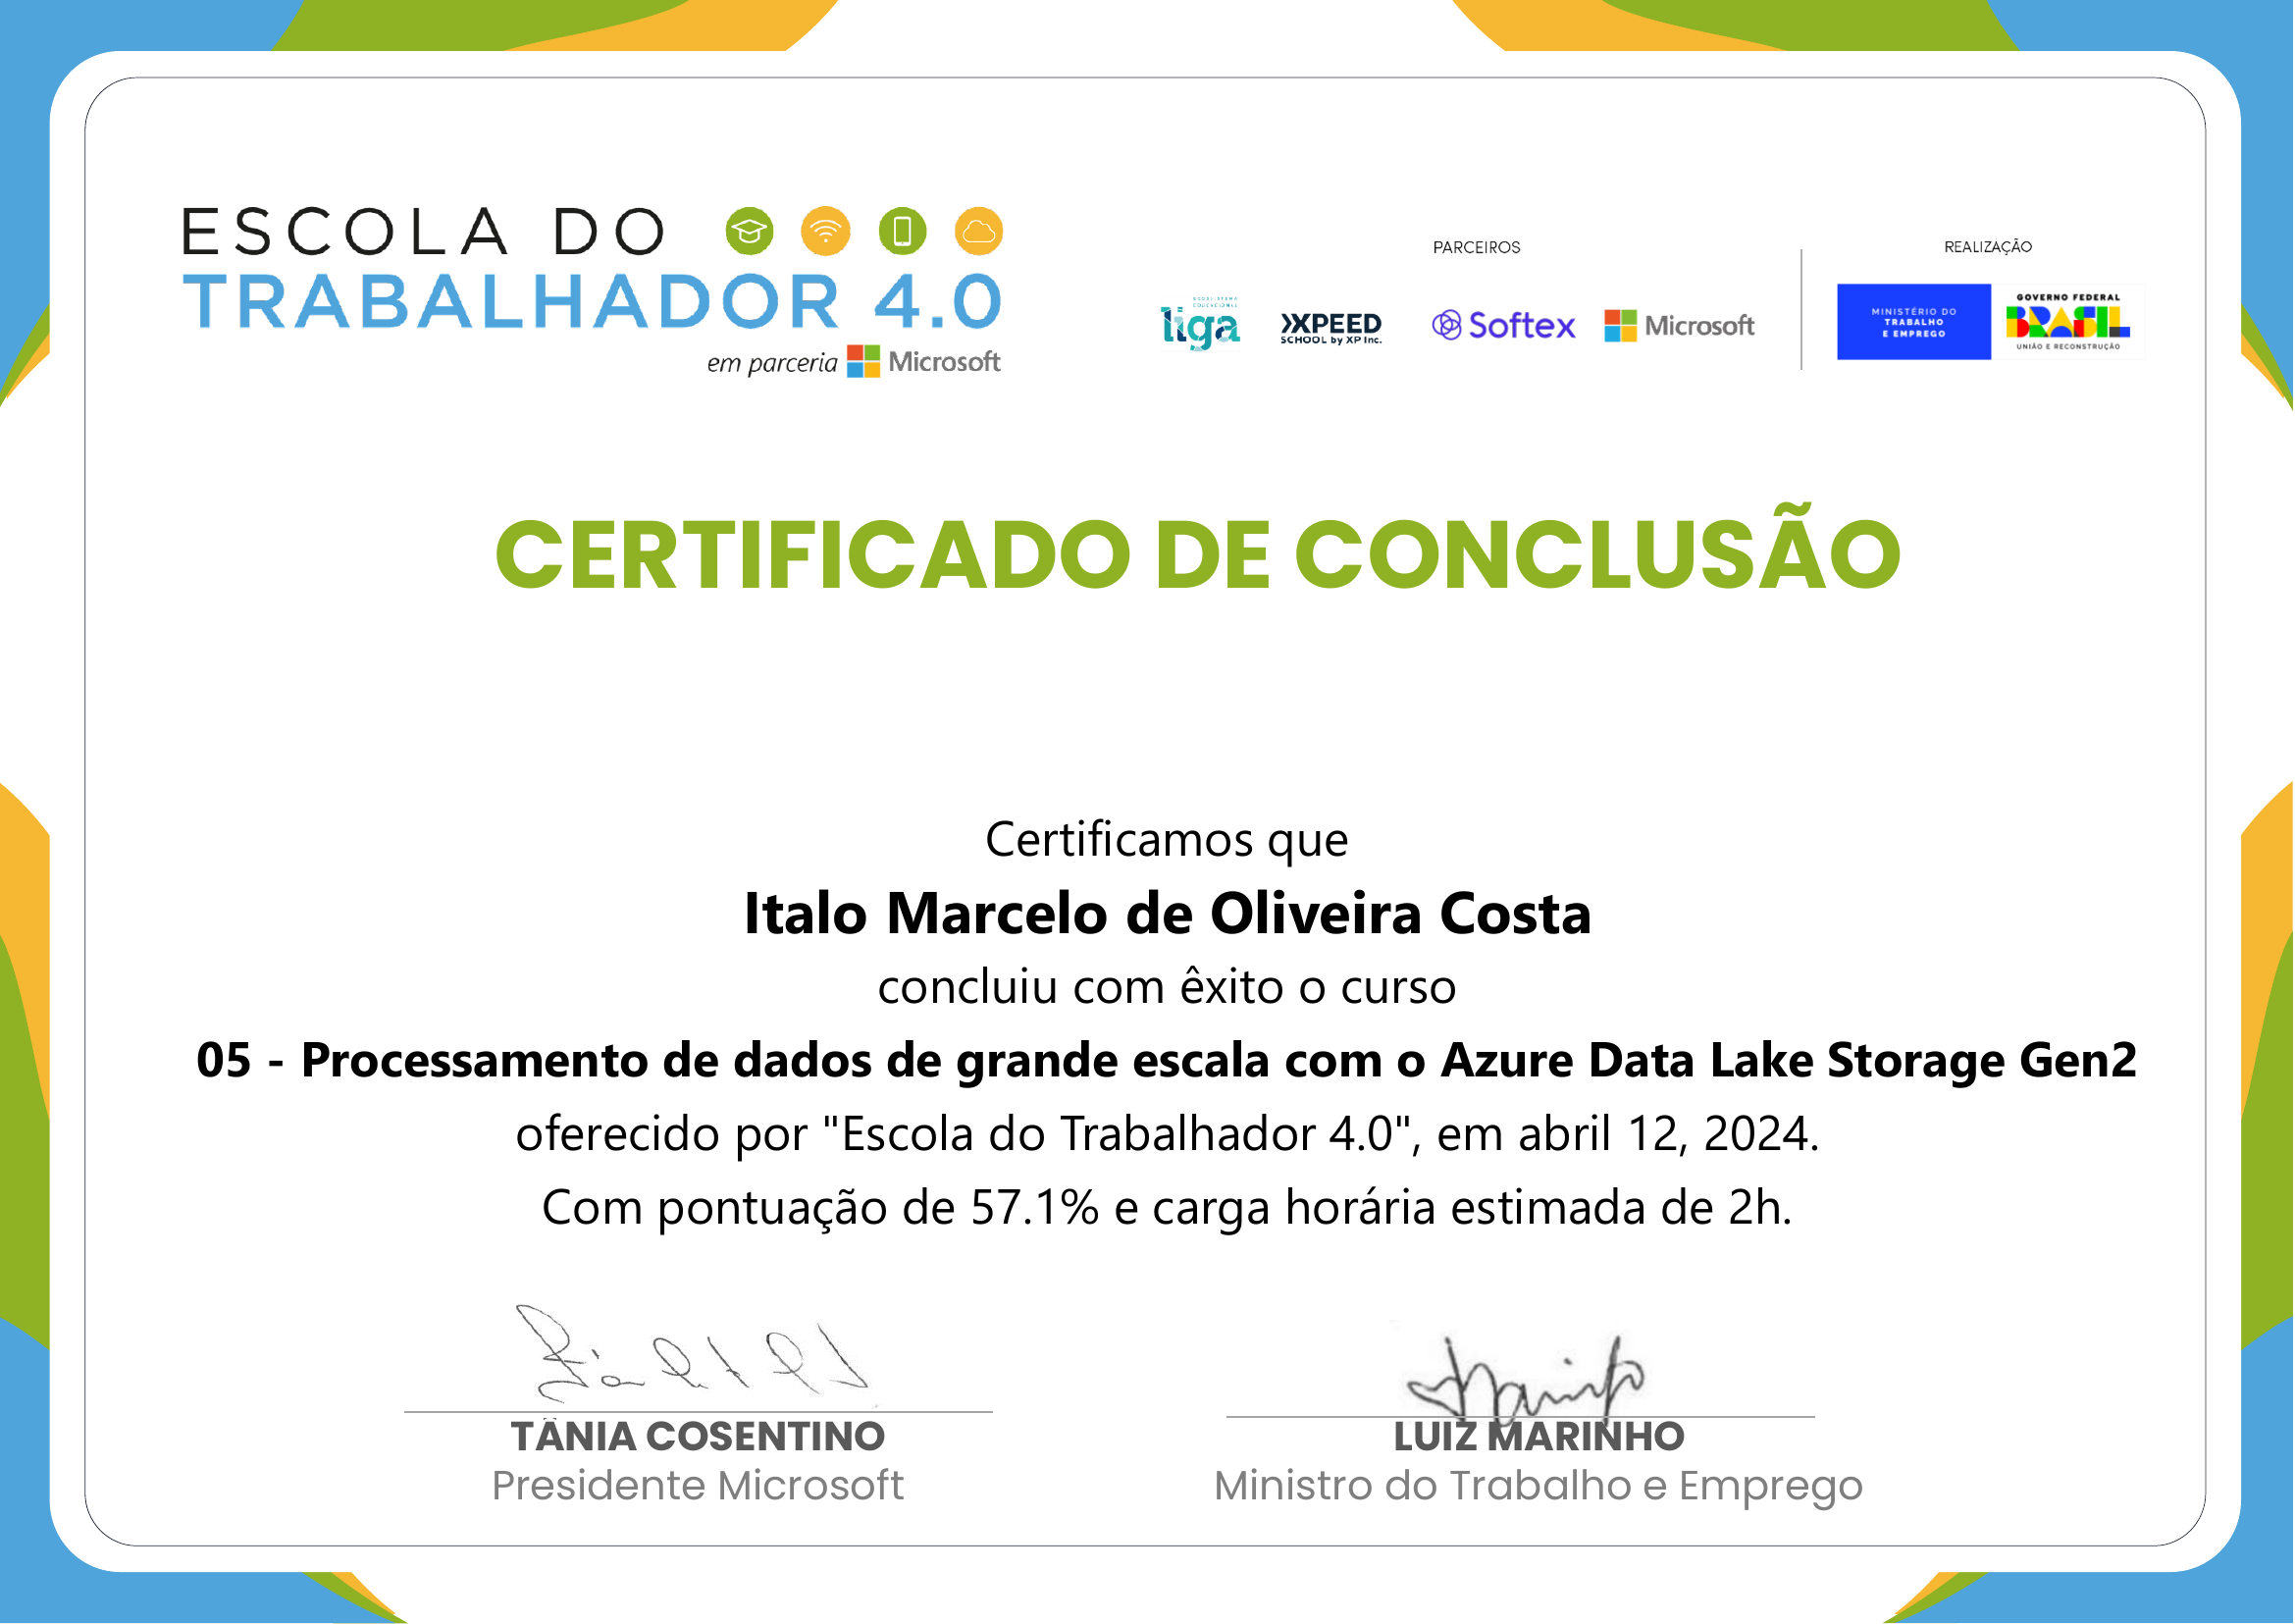 ESCOLA DO
TRABALHADOR 4.0
em parceria Microsoft
PARCEIROS
ECOSSISTEMA
EDUCACIONAL
liga
XPEED
SCHOOL by XP Inc.
Softex
Microsoft
REALIZAÇÃO
MINISTÉRIO DO
TRABALHO
E EMPREGO
GOVERNO FEDERAL
BRASIL
UNIÃO E RECONSTRUÇÃO
CERTIFICADO DE CONCLUSÃO
Certificamos que
Italo Marcelo de Oliveira Costa
concluiu com êxito o curso
05 - Processamento de dados de grande escala com o Azure Data Lake Storage Gen2
oferecido por "Escola do Trabalhador 4.0", em abril 12, 2024.
Com pontuação de 57.1% e carga horária estimada de 2h.
TÂNIA COSENTINO
Presidente Microsoft
LUIZ MARINHO
Ministro do Trabalho e Emprego